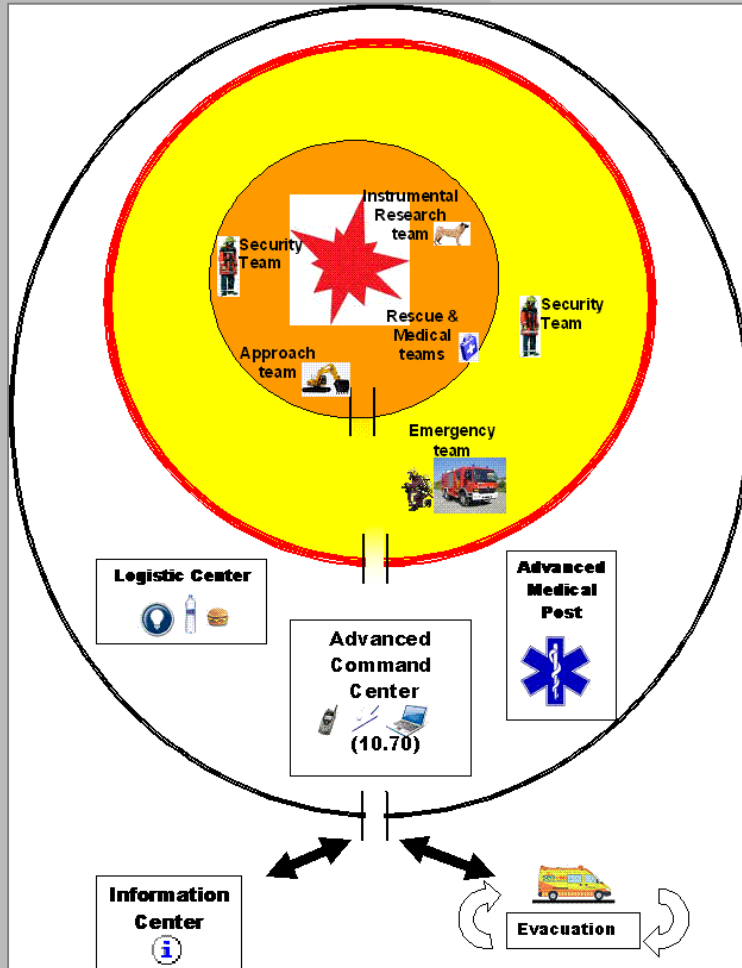 Instrumental
Research
team
Security
Team
Security
Team
Rescue &
Medical
teams
Approach
team
Emergency
team
Logistic Center
Advanced
Medical
Post
Advanced
Command
Center
(10.70)
Information
Center
i
Evacuation